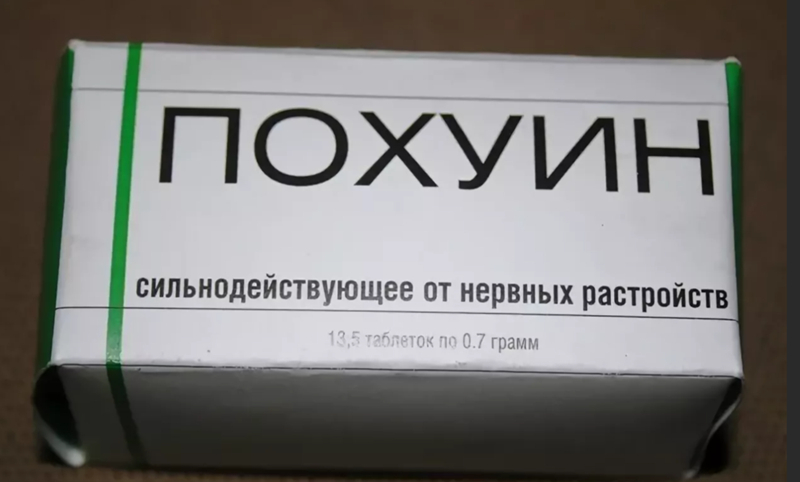 ПОХУИН
сильнодействующее от нервных растройств
13,5 таблеток по 0.7 грамм